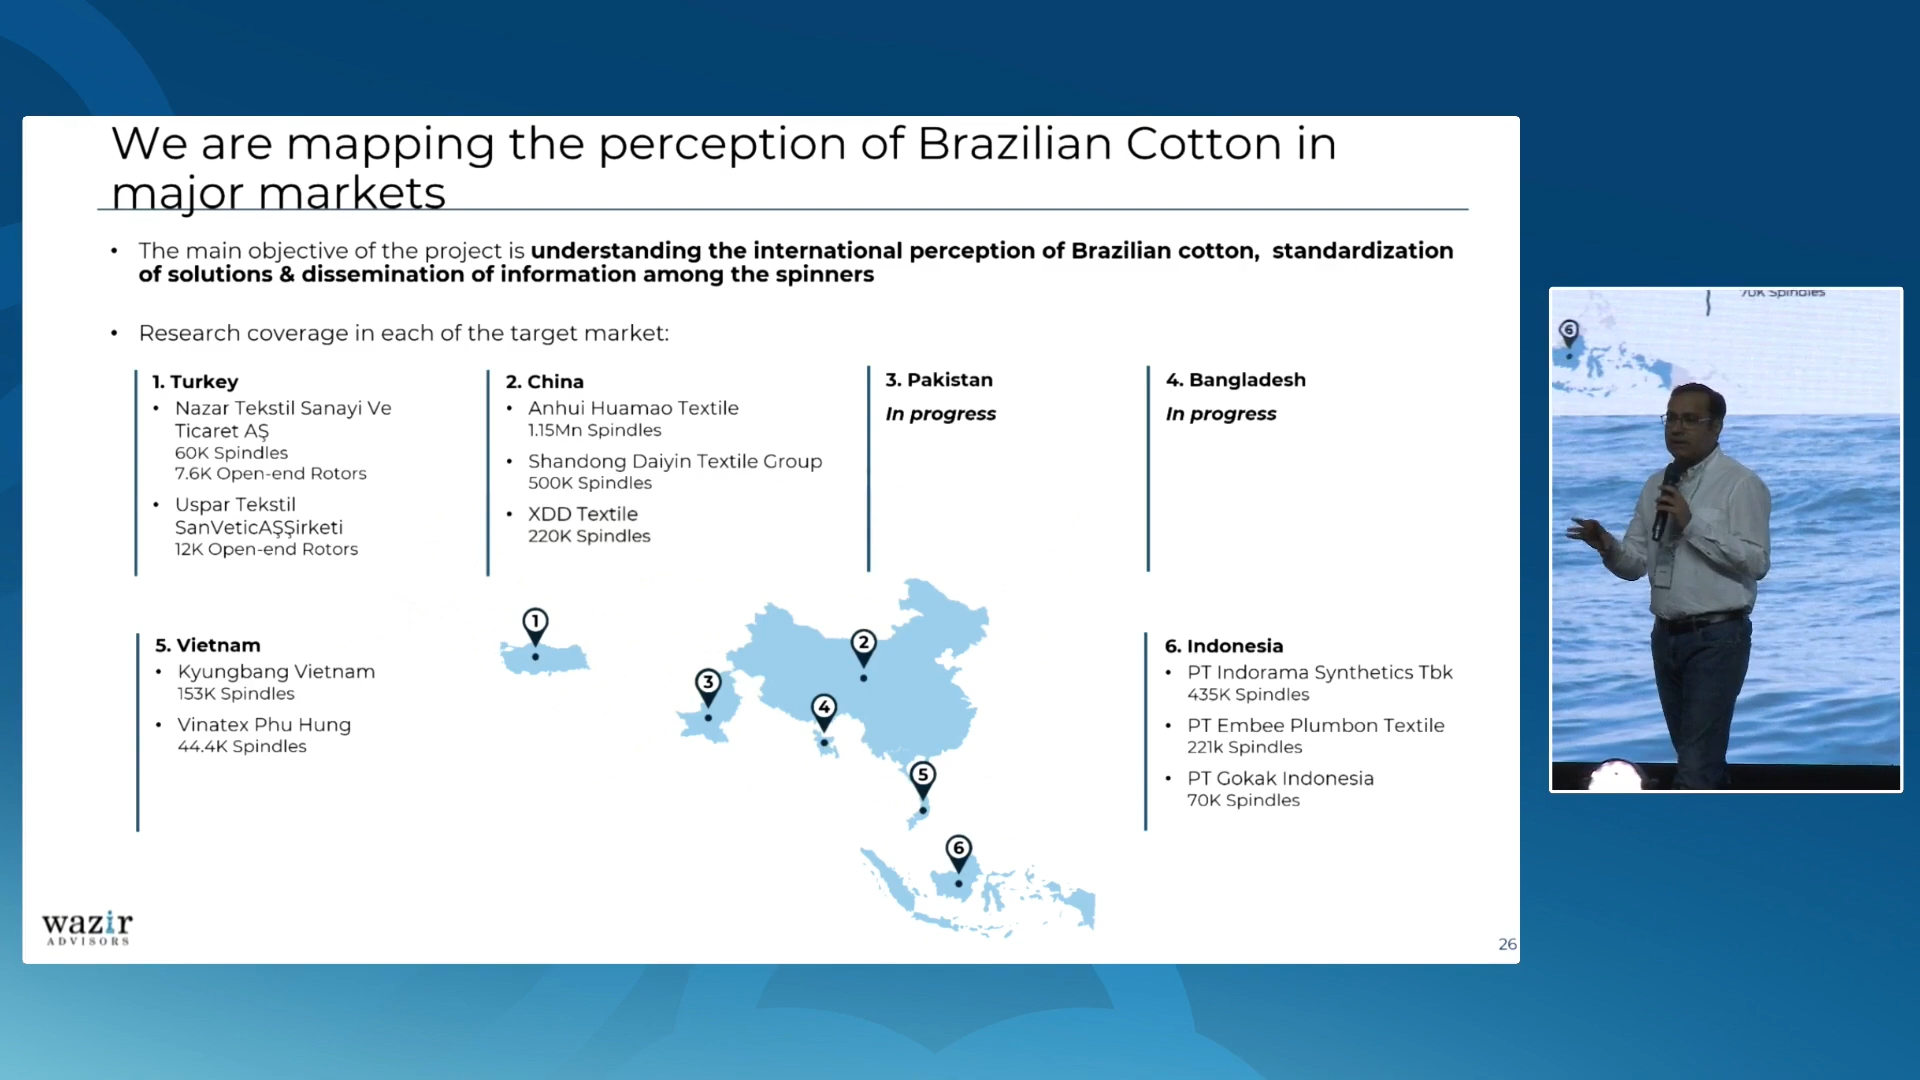 We are mapping the perception of Brazilian Cotton in
major markets
• The main objective of the project is understanding the international perception of Brazilian cotton, standardization
of solutions & dissemination of information among the spinners
• Research coverage in each of the target market:
1. Turkey
• Nazar Tekstil Sanayi Ve
Ticaret AŞ
60K Spindles
7.6K Open-end Rotors
• Uspar Tekstil
SanVeticAŞŞirketi
12K Open-end Rotors
2. China
• Anhui Huamao Textile
1.15Mn Spindles
• Shandong Daiyin Textile Group
500K Spindles
• XDD Textile
220K Spindles
3. Pakistan
In progress
4. Bangladesh
In progress
5. Vietnam
• Kyungbang Vietnam
153K Spindles
• Vinatex Phu Hung
44.4K Spindles
1
2
3
4
5
6
6. Indonesia
• PT Indorama Synthetics Tbk
435K Spindles
• PT Embee Plumbon Textile
221k Spindles
• PT Gokak Indonesia
70K Spindles
wazir
ADVISORS
26
70K Spindles
6